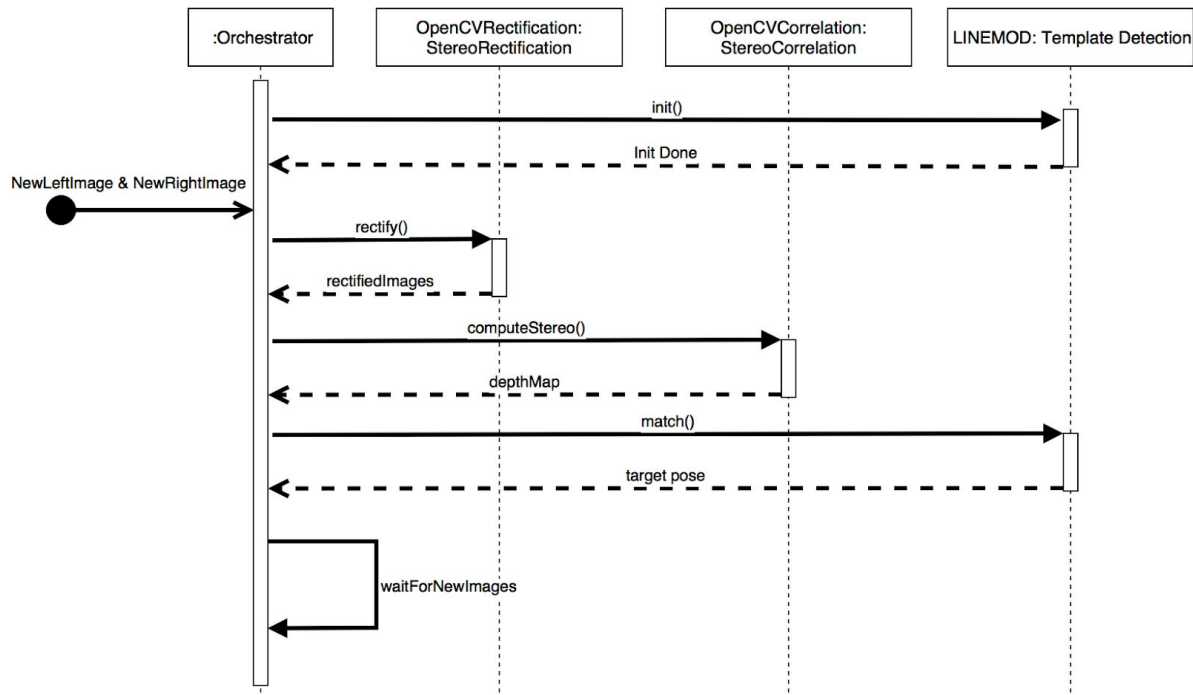 :Orchestrator
OpenCVRectification:
StereoRectification
OpenCVCorrelation:
StereoCorrelation
LINEMOD: Template Detection
init()
Init Done
NewLeftImage & NewRightImage
rectify()
rectifiedImages
computeStereo()
depthMap
match()
target pose
waitForNewImages